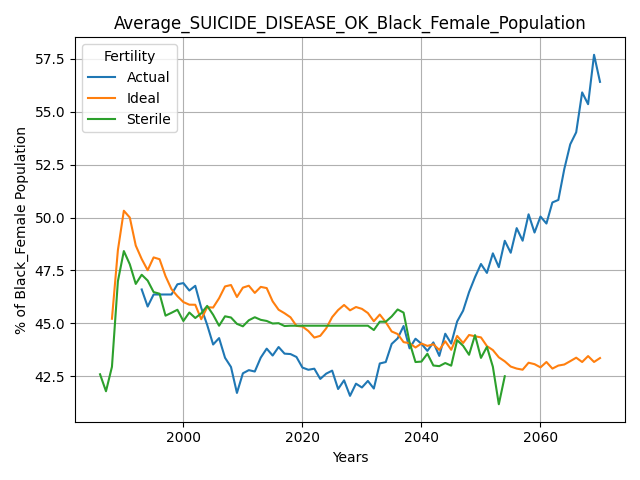 Average_SUICIDE_DISEASE_OK_Black_Female_Population
Fertility
Actual
Ideal
Sterile
% of Black_Female Population
57.5
55.0
52.5
50.0
47.5
45.0
42.5
2000
2020
2040
2060
Years